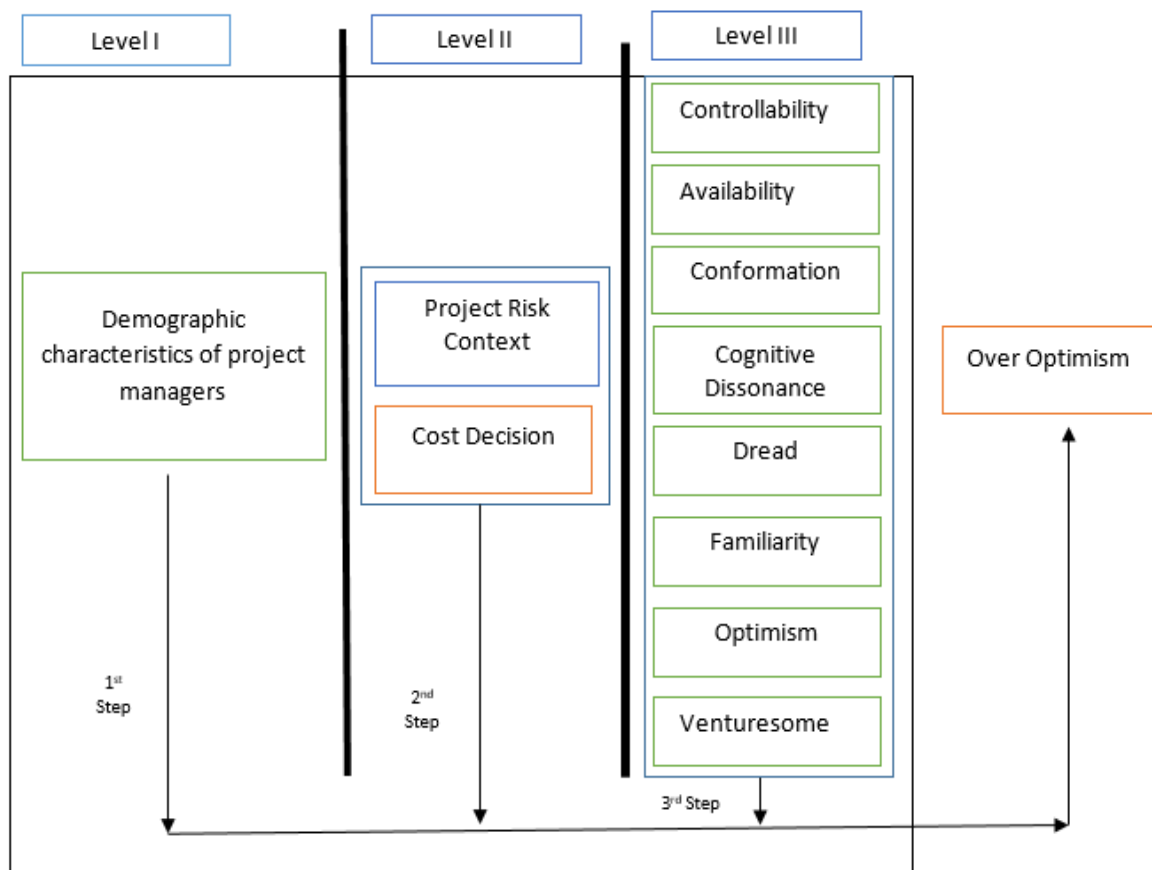 Level I
Level II
Level III
Demographic
characteristics of project
managers
Project Risk
Context
Cost Decision
Controllability
Availability
Conformation
Cognitive
Dissonance
Dread
Familiarity
Optimism
Venturesome
Over Optimism
1st
Step
2nd
Step
3rd Step